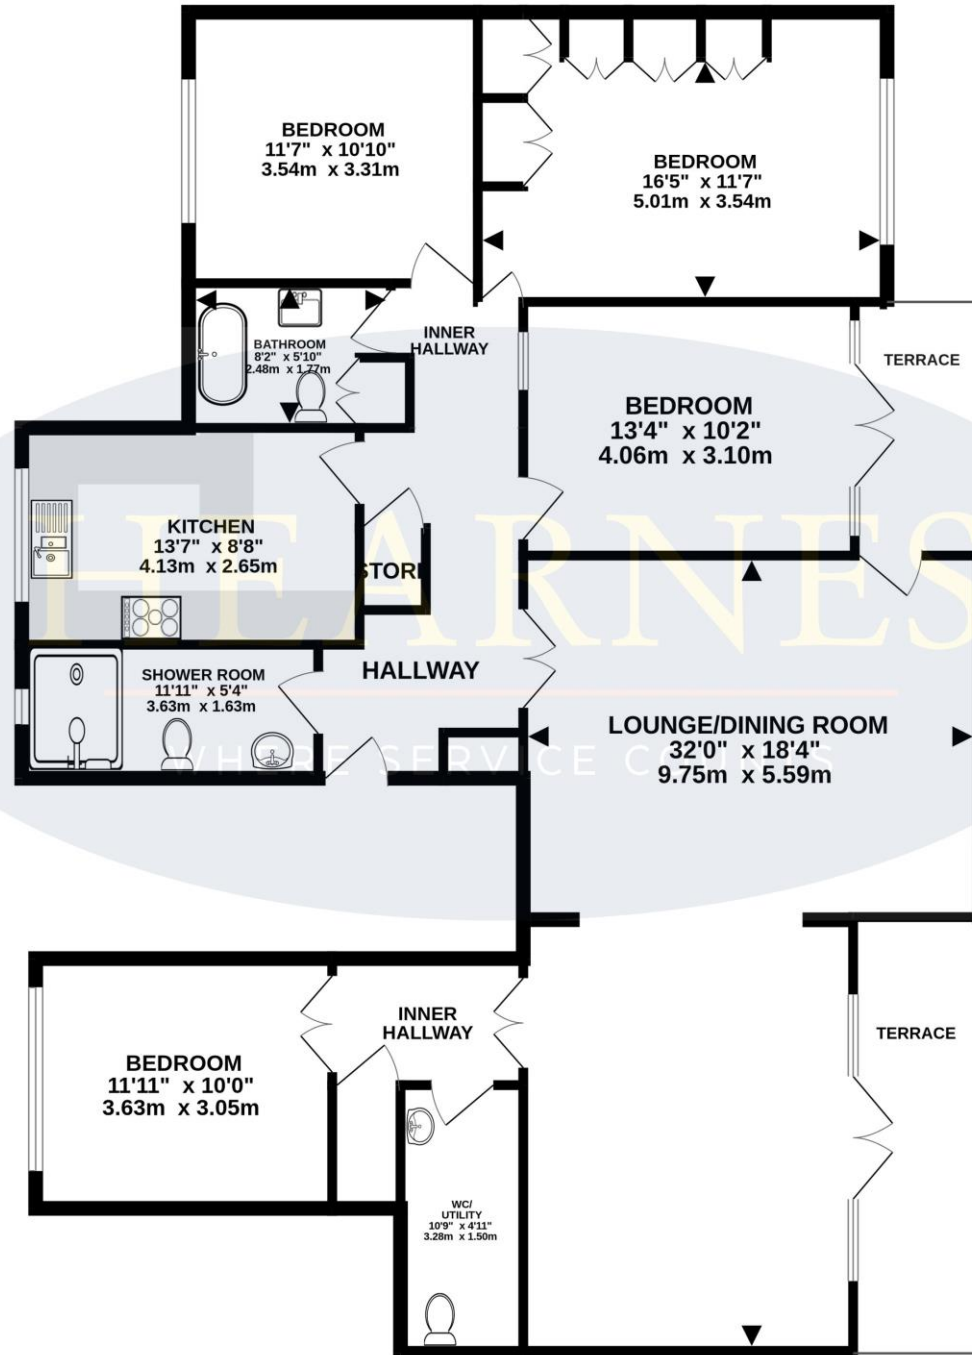 BEDROOM
11'7" x 10'10"
3.54m x 3.31m
BEDROOM
16'5" x 11'7"
5.01m x 3.54m
INNER
HALLWAY
BATHROOM
8'2" x 5'10"
2.48m x 1.77m
TERRACE
BEDROOM
13'4" x 10'2"
4.06m x 3.10m
KITCHEN
13'7" x 8'8"
4.13m x 2.65m
STORE
HEARNES
HALLWAY
SHOWER ROOM
11'11" x 5'4"
3.63m x 1.63m
LOUNGE/DINING ROOM
32'0" x 18'4"
9.75m x 5.59m
WHERE SERVICE COUNTS
INNER
HALLWAY
TERRACE
BEDROOM
11'11" x 10'0"
3.63m x 3.05m
WC/
UTILITY
10'9" x 4'11"
3.28m x 1.50m